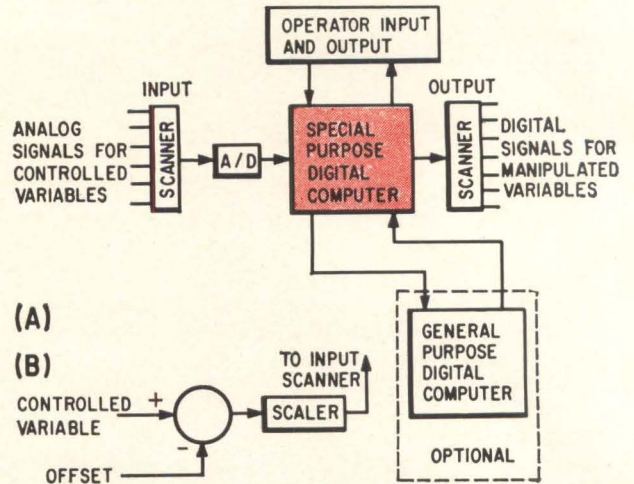 OPERATOR INPUT
AND OUTPUT
INPUT
OUTPUT
ANALOG
SIGNALS FOR
CONTROLLED
VARIABLES
SCANNER
A/D
SPECIAL
PURPOSE
DIGITAL
COMPUTER
SCANNER
DIGITAL
SIGNALS FOR
MANIPULATED
VARIABLES
(A)
GENERAL
PURPOSE
DIGITAL
COMPUTER
OPTIONAL
(B)
TO INPUT
SCANNER
CONTROLLED
VARIABLE
+
-
SCALER
OFFSET